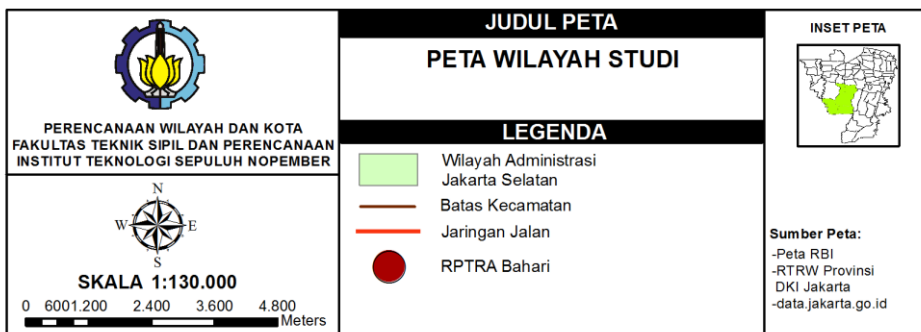 PERENCANAAN WILAYAH DAN KOTA
FAKULTAS TEKNIK SIPIL DAN PERENCANAAN
INSTITUT TEKNOLOGI SEPULUH NOPEMBER
N
W E
S
SKALA 1:130.000
0 600 1.200 2.400 3.600 4.800
Meters
JUDUL PETA
PETA WILAYAH STUDI
LEGENDA
Wilayah Administrasi
Jakarta Selatan
Batas Kecamatan
Jaringan Jalan
RPTRA Bahari
INSET PETA
Sumber Peta:
-Peta RBI
-RTRW Provinsi
DKI Jakarta
-data.jakarta.go.id